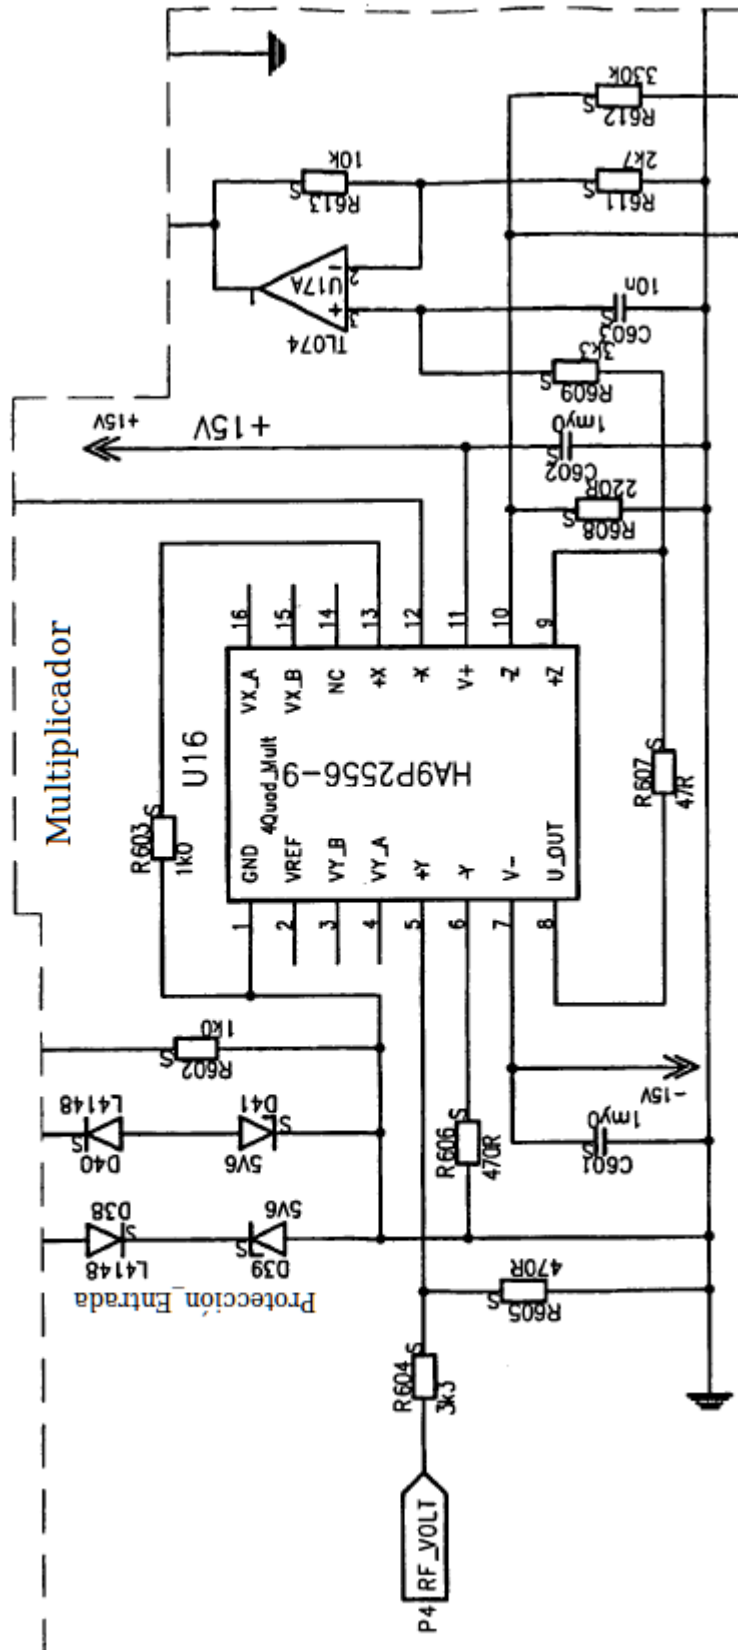 330k
S
R612
10k
S
R613
2k7
S
R611
2
U17A
1
3
TL074
10n
S
C603
3k3
S
R609
+15V
+15V
1my0
S
C602
220R
S
R608
16
15
14
13
12
11
10
9
VX_A
VX_B
NC
+X
-X
V+
-Z
+Z
Multiplicador
U16
4Quad_Mult
HA9P2556-9
R603 S
1k0
R607 S
47R
GND
VREF
VY_B
VY_A
+Y
-Y
V-
U_OUT
1
2
3
4
5
6
7
8
1k0
S
R602
L4148
S
D40
D41
S
5V6
R606 S
470R
-15V
1my0
S
C601
D38
S
L4148
5V6
S
D39
Protección_Entrada
470R
S
R605
R604 S
3k3
P4 RF_VOLT